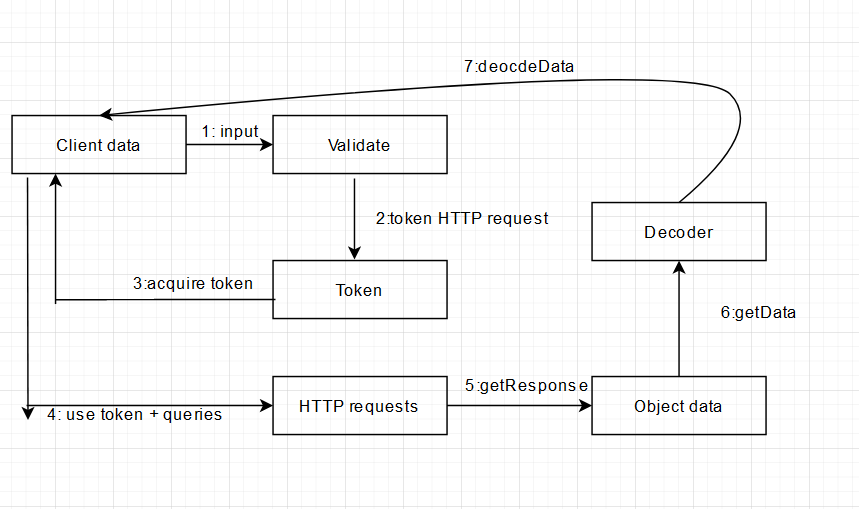 7:deocdeData
Client data
1: input
Validate
2:token HTTP request
Decoder
3:acquire token
Token
6:getData
4: use token + queries
HTTP requests
5:getResponse
Object data